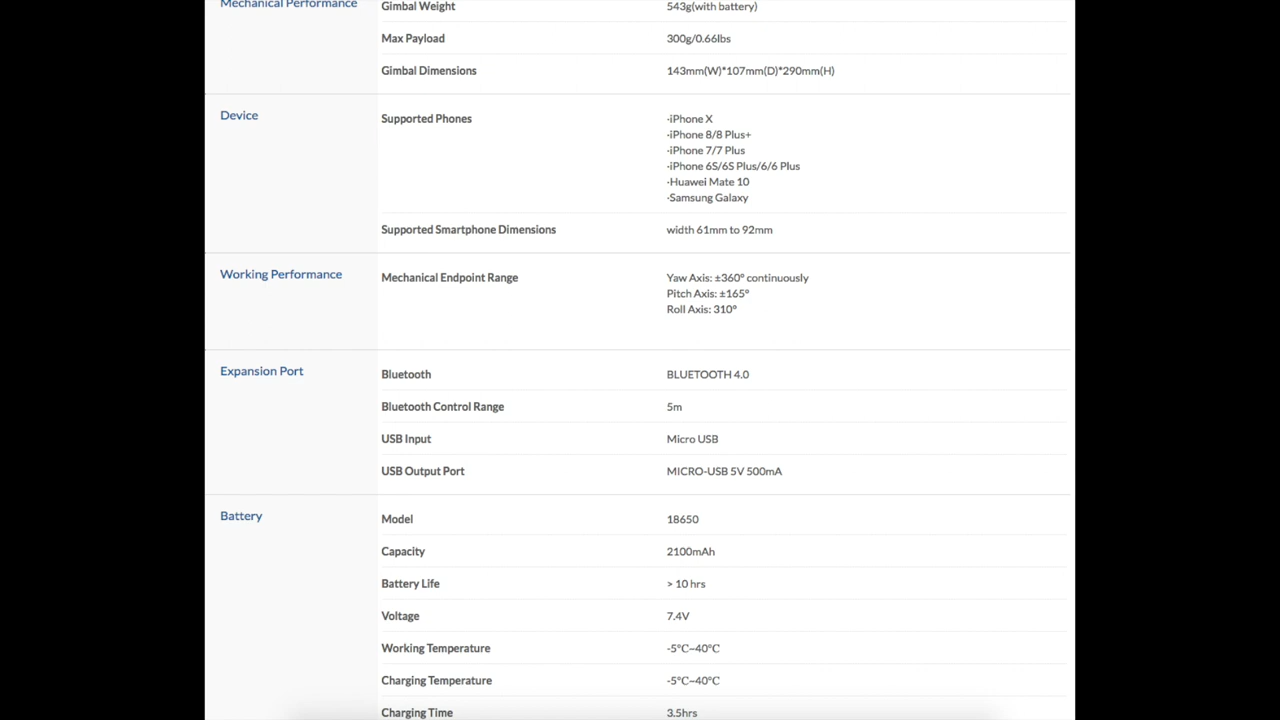 Mechanical Performance
Gimbal Weight 543g(with battery)
Max Payload 300g/0.66lbs
Gimbal Dimensions 143mm(W)*107mm(D)*290mm(H)
Device
Supported Phones ·iPhone X
·iPhone 8/8 Plus+
·iPhone 7/7 Plus
·iPhone 6S/6S Plus/6/6 Plus
·Huawei Mate 10
·Samsung Galaxy
Supported Smartphone Dimensions width 61mm to 92mm
Working Performance
Mechanical Endpoint Range Yaw Axis: ±360° continuously
Pitch Axis: ±165°
Roll Axis: 310°
Expansion Port
Bluetooth BLUETOOTH 4.0
Bluetooth Control Range 5m
USB Input Micro USB
USB Output Port MICRO-USB 5V 500mA
Battery
Model 18650
Capacity 2100mAh
Battery Life > 10 hrs
Voltage 7.4V
Working Temperature -5°C~40°C
Charging Temperature -5°C~40°C
Charging Time 3.5hrs